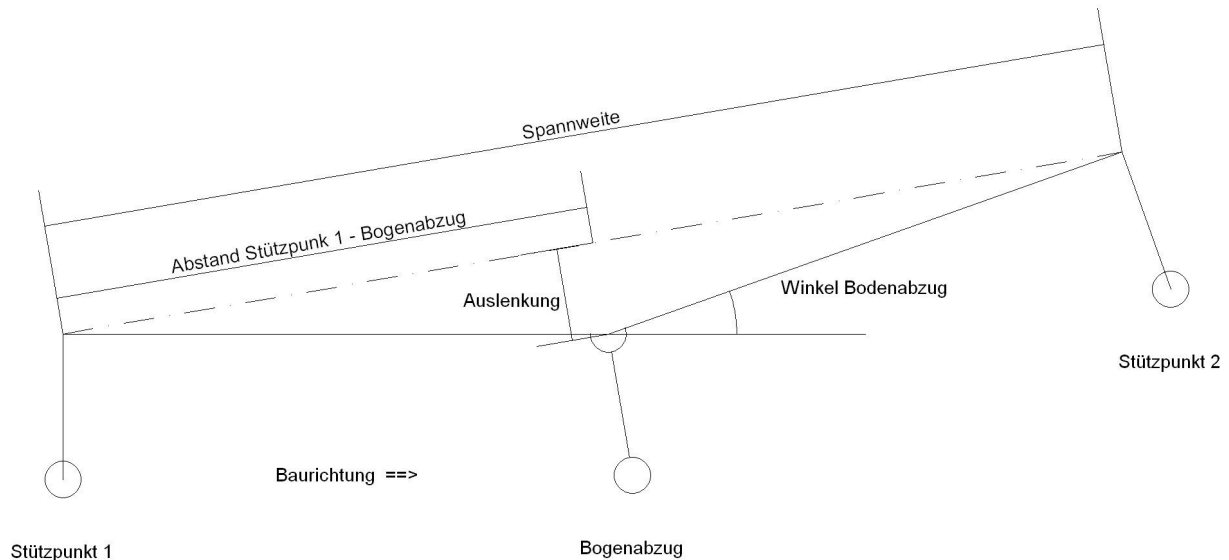 Spannweite
Abstand Stützpunk 1 - Bogenabzug
Auslenkung
Winkel Bodenabzug
Stützpunkt 2
Baurichtung ==>
Stützpunkt 1
Bogenabzug